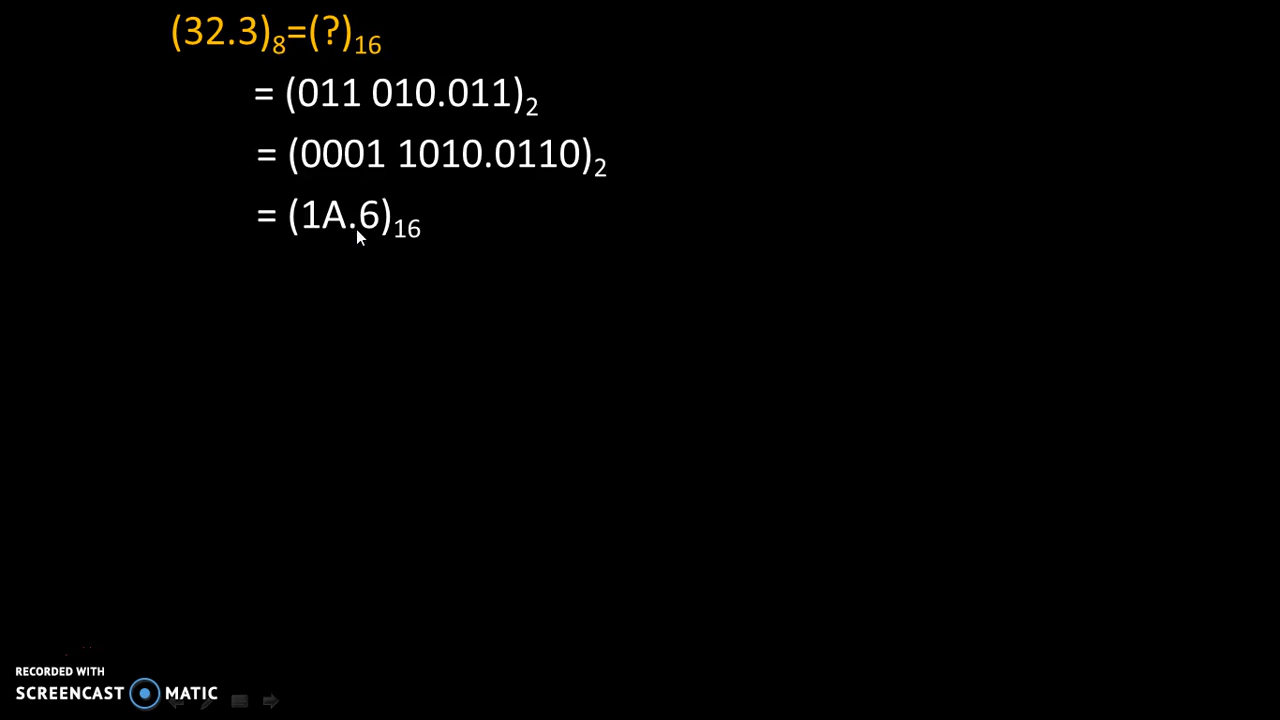 (32.3)₈=(?)₁₆
= (011 010.011)₂
= (0001 1010.0110)₂
= (1A.6)₁₆
RECORDED WITH
SCREENCAST MATIC